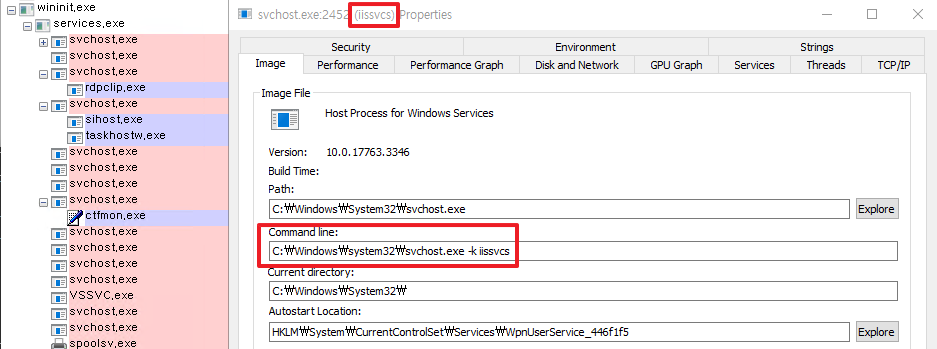 wininit,exe
services,exe
svchost,exe
svchost,exe
svchost,exe
rdpclip,exe
svchost,exe
sihost,exe
taskhostw,exe
svchost,exe
svchost,exe
svchost,exe
svchost,exe
ctfmon,exe
svchost,exe
svchost,exe
svchost,exe
svchost,exe
VSSVC,exe
svchost,exe
svchost,exe
spoolsv,exe
svchost.exe:2452 (iissvcs) Properties
Security Environment Strings
Image Performance Performance Graph Disk and Network GPU Graph Services Threads TCP/IP
Image File
Host Process for Windows Services
Version: 10.0.17763.3346
Build Time:
Path:
C:₩Windows₩System32₩svchost.exe Explore
Command line:
C:₩Windows₩system32₩svchost.exe -k iissvcs
Current directory:
C:₩Windows₩System32₩
Autostart Location:
HKLM₩System₩CurrentControlSet₩Services₩WpnUserService_446f1f5 Explore